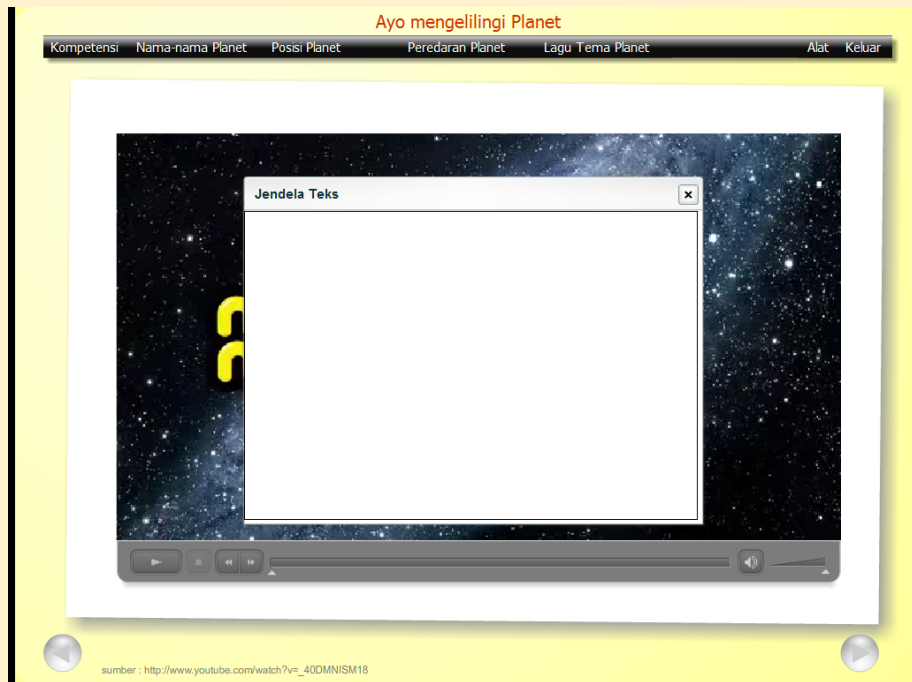 Ayo mengelilingi Planet
Kompetensi Nama-nama Planet Posisi Planet Peredaran Planet Lagu Tema Planet Alat Keluar
Jendela Teks
sumber : http://www.youtube.com/watch?v=_40DMNISM18